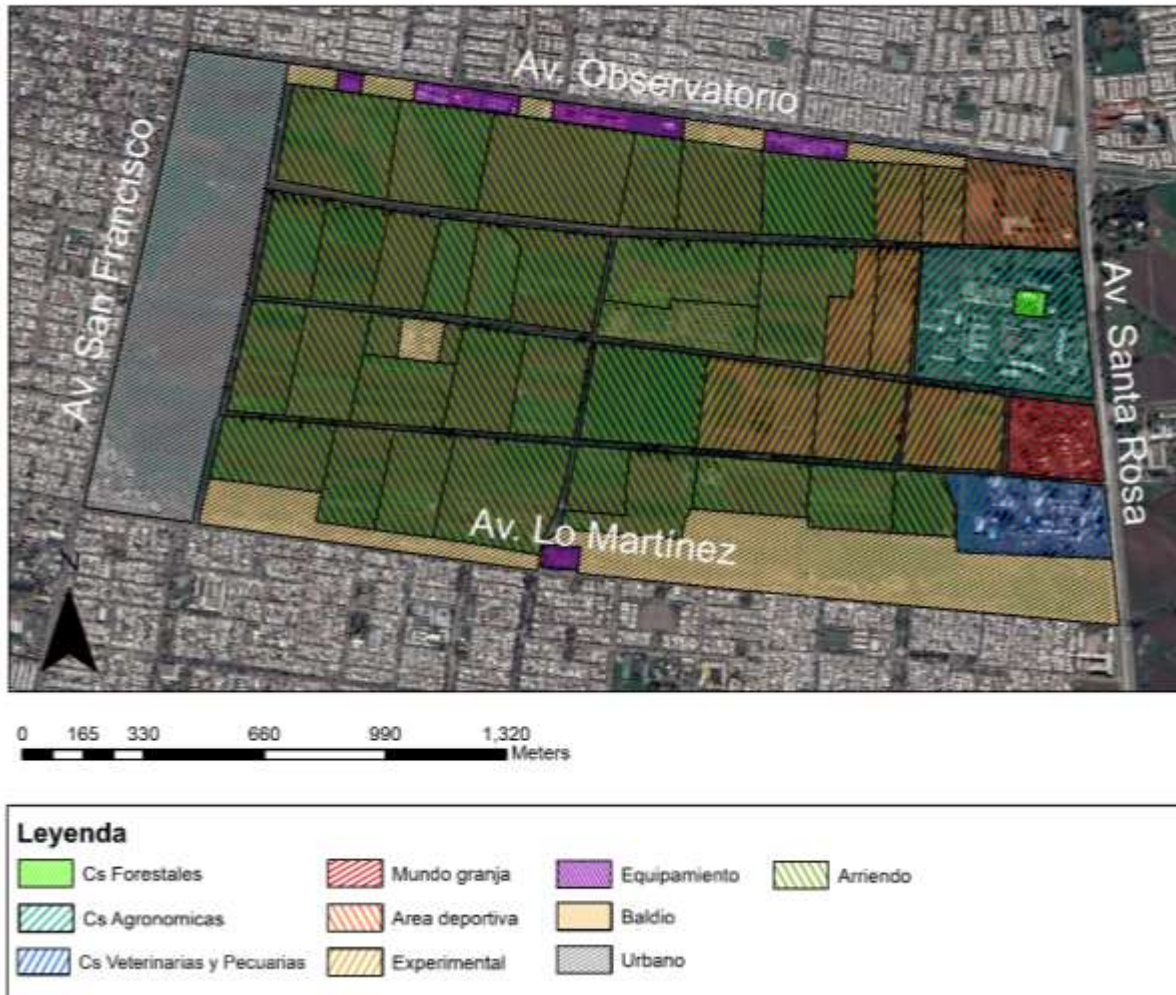 Av. Observatorio
Av. San Francisco
Av. Santa Rosa
Av. Lo Martínez
N
0 165 330 660 990 1,320
Meters
Leyenda
Cs Forestales
Mundo granja
Equipamiento
Arriendo
Cs Agronomicas
Area deportiva
Baldio
Cs Veterinarias y Pecuarias
Experimental
Urbano